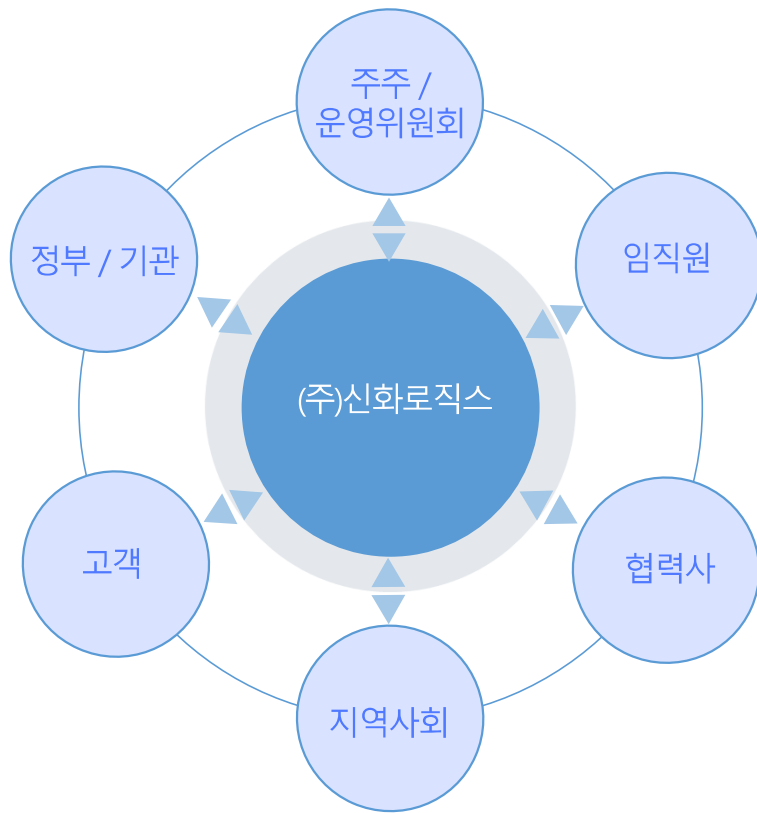 주주 /
운영위원회
정부 / 기관
임직원
(주)신화로직스
고객
협력사
지역사회